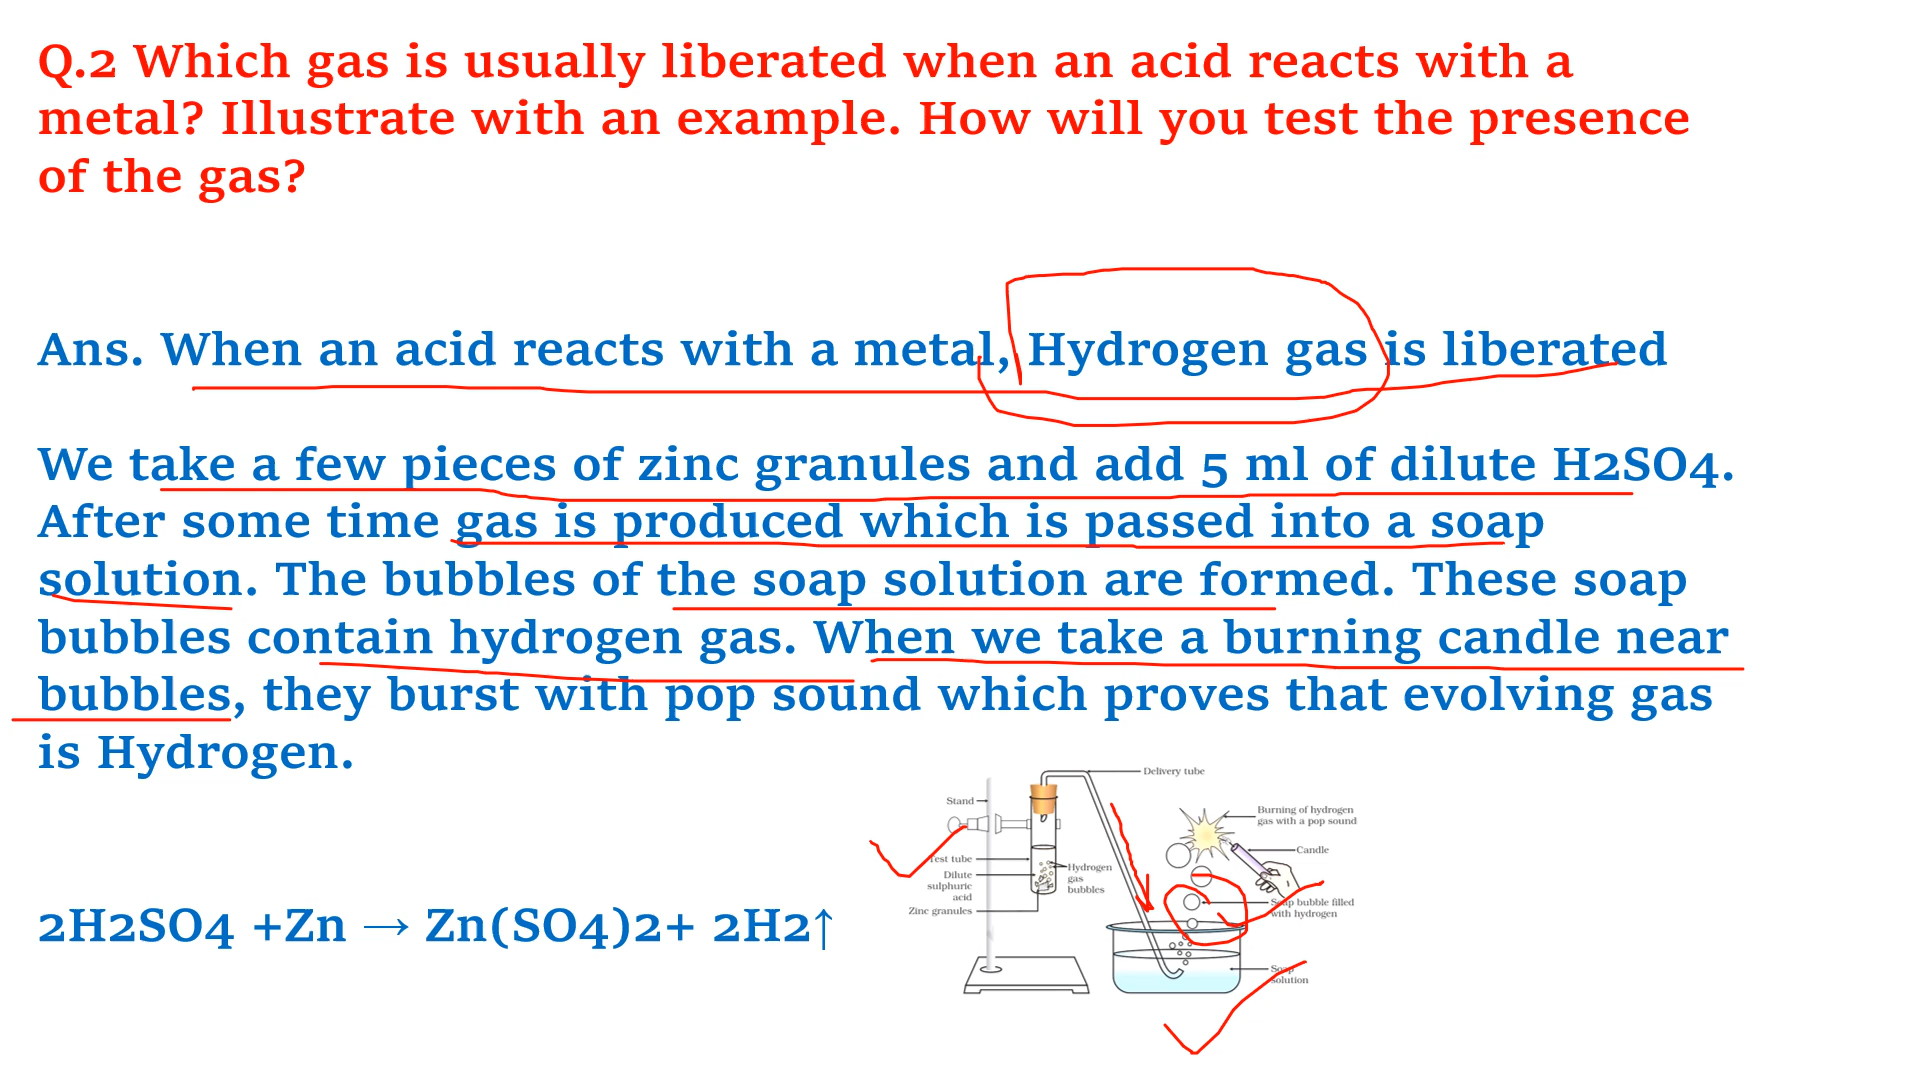 Q.2 Which gas is usually liberated when an acid reacts with a
metal? Illustrate with an example. How will you test the presence
of the gas?
Ans. When an acid reacts with a metal, Hydrogen gas is liberated
We take a few pieces of zinc granules and add 5 ml of dilute H2SO4.
After some time gas is produced which is passed into a soap
solution. The bubbles of the soap solution are formed. These soap
bubbles contain hydrogen gas. When we take a burning candle near
bubbles, they burst with pop sound which proves that evolving gas
is Hydrogen.
2H2SO4 +Zn → Zn(SO4)2+ 2H2↑
Delivery tube
Stand
Burning of hydrogen
gas with a pop sound
Candle
Test tube
Hydrogen
gas
bubbles
Dilute
sulphuric
acid
Zinc granules
Soap bubble filled
with hydrogen
Soap
solution